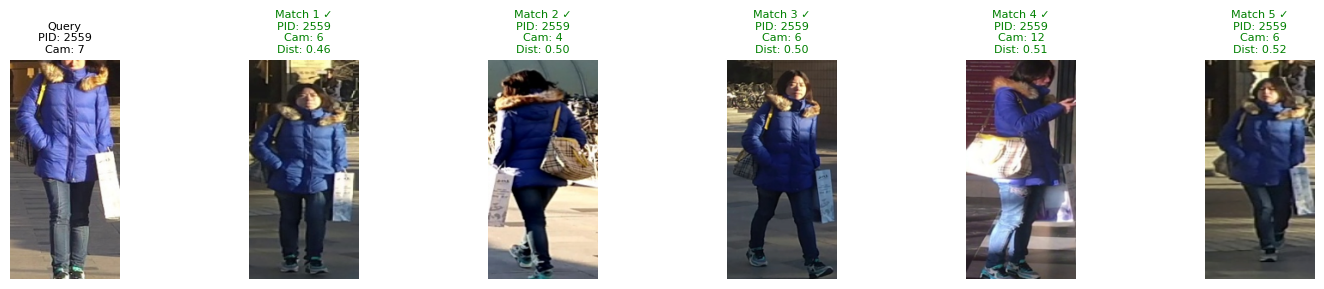 Query
PID: 2559
Cam: 7
Match 1 ✓
PID: 2559
Cam: 6
Dist: 0.46
Match 2 ✓
PID: 2559
Cam: 4
Dist: 0.50
Match 3 ✓
PID: 2559
Cam: 6
Dist: 0.50
Match 4 ✓
PID: 2559
Cam: 12
Dist: 0.51
Match 5 ✓
PID: 2559
Cam: 6
Dist: 0.52